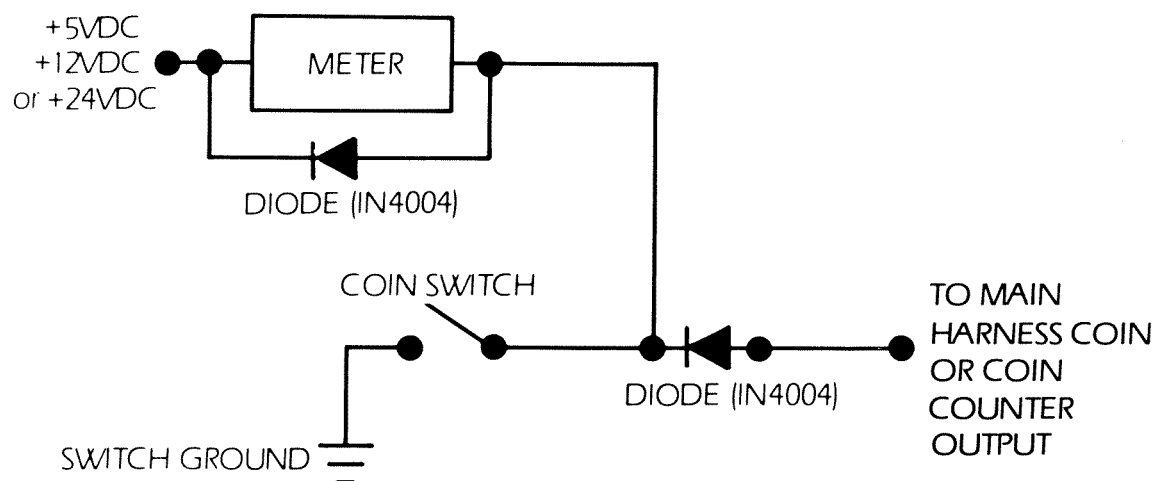 +5VDC
+12VDC
or +24VDC
METER
DIODE (IN4004)
COIN SWITCH
TO MAIN
HARNESS COIN
OR COIN
COUNTER
OUTPUT
DIODE (IN4004)
SWITCH GROUND